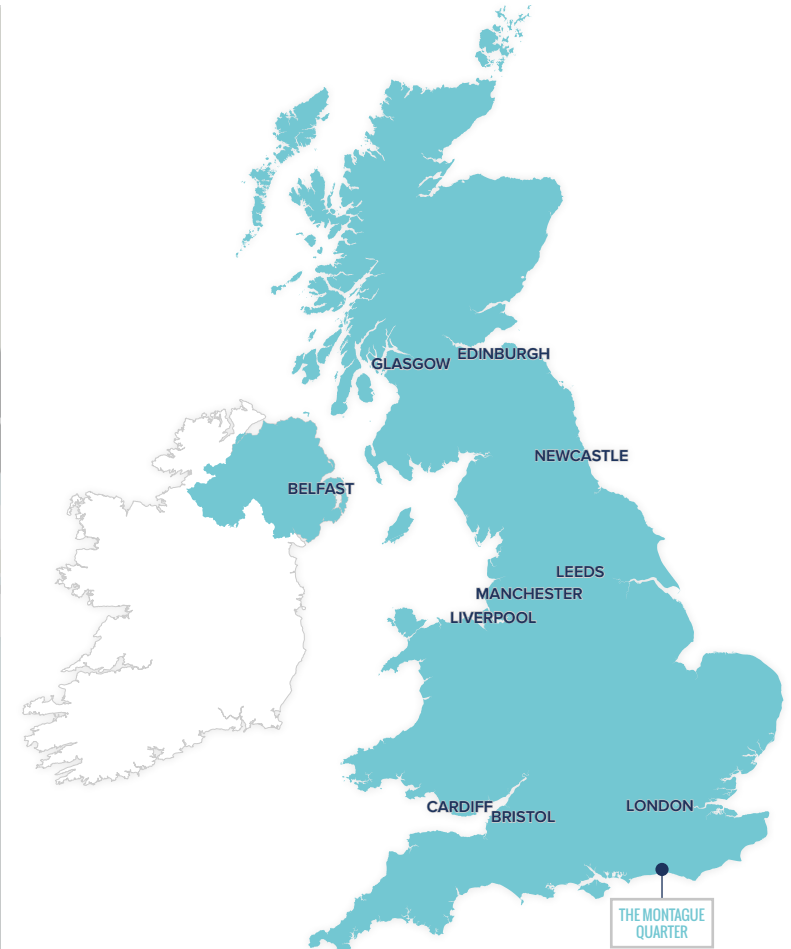 EDINBURGH
GLASGOW
NEWCASTLE
BELFAST
LEEDS
MANCHESTER
LIVERPOOL
LONDON
CARDIFF
BRISTOL
THE MONTAGUE
QUARTER